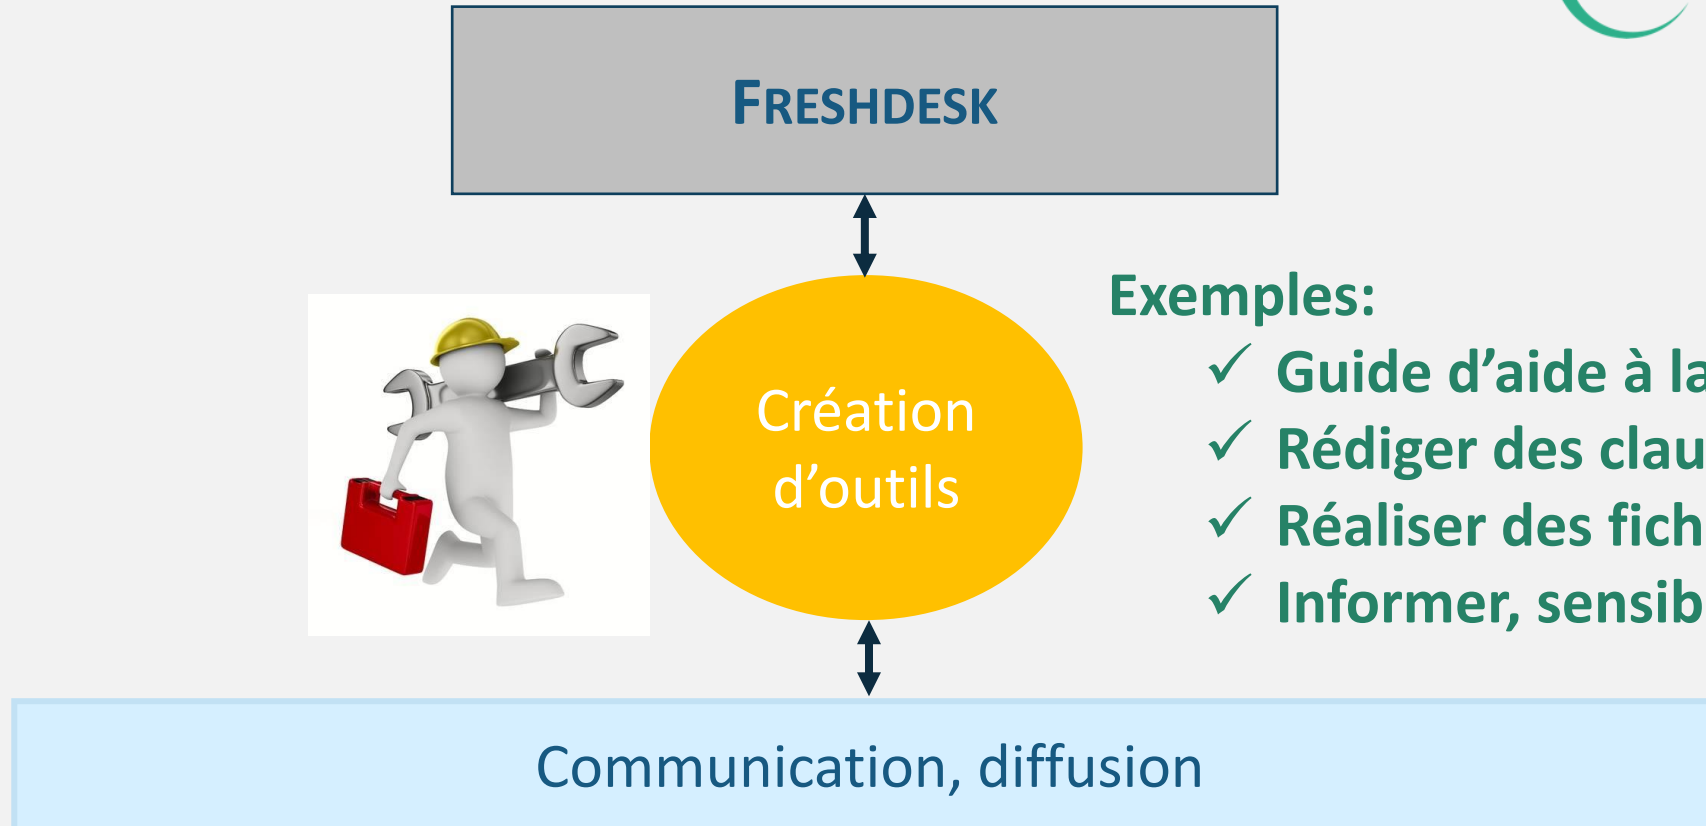 FRESHDESK
Création
d’outils
Exemples:
✓ Guide d’aide à la
✓ Rédiger des clau
✓ Réaliser des fich
✓ Informer, sensib
Communication, diffusion